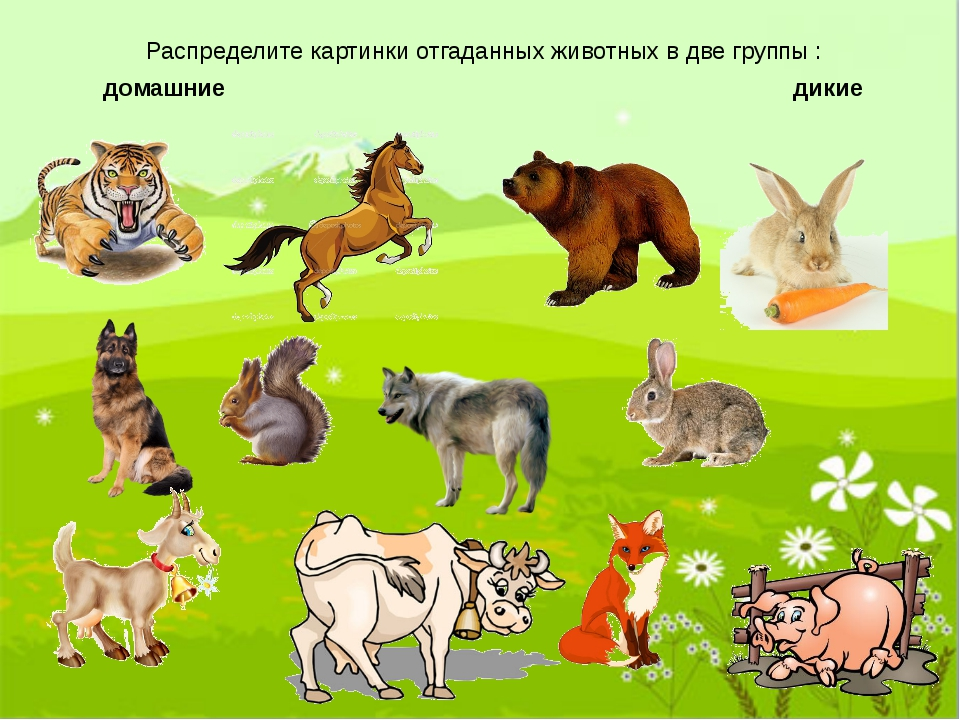 Распределите картинки отгаданных животных в две группы :
домашние дикие